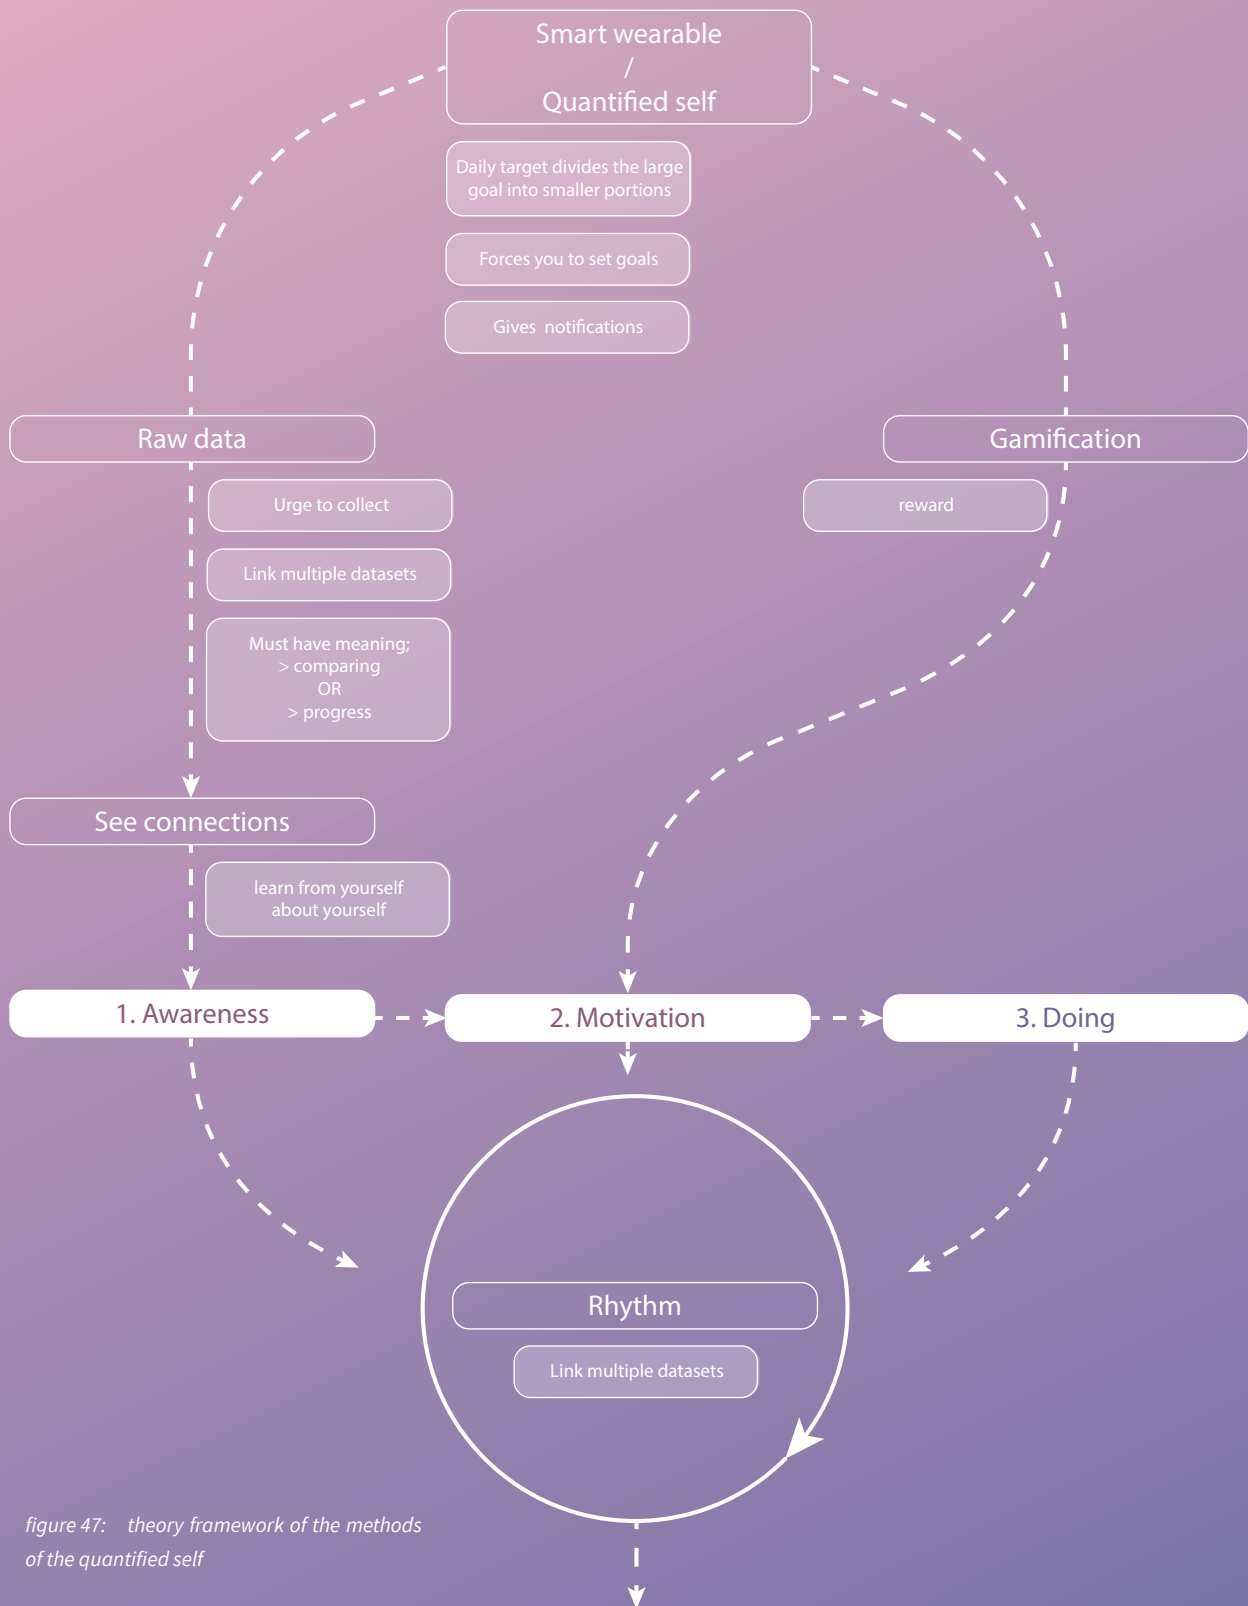 Smart wearable
/
Quantified self
Daily target divides the large
goal into smaller portions
Forces you to set goals
Gives notifications
Raw data
Gamification
Urge to collect
reward
Link multiple datasets
Must have meaning;
> comparing
OR
> progress
See connections
learn from yourself
about yourself
1. Awareness
2. Motivation
3. Doing
Rhythm
Link multiple datasets
figure 47: theory framework of the methods
of the quantified self